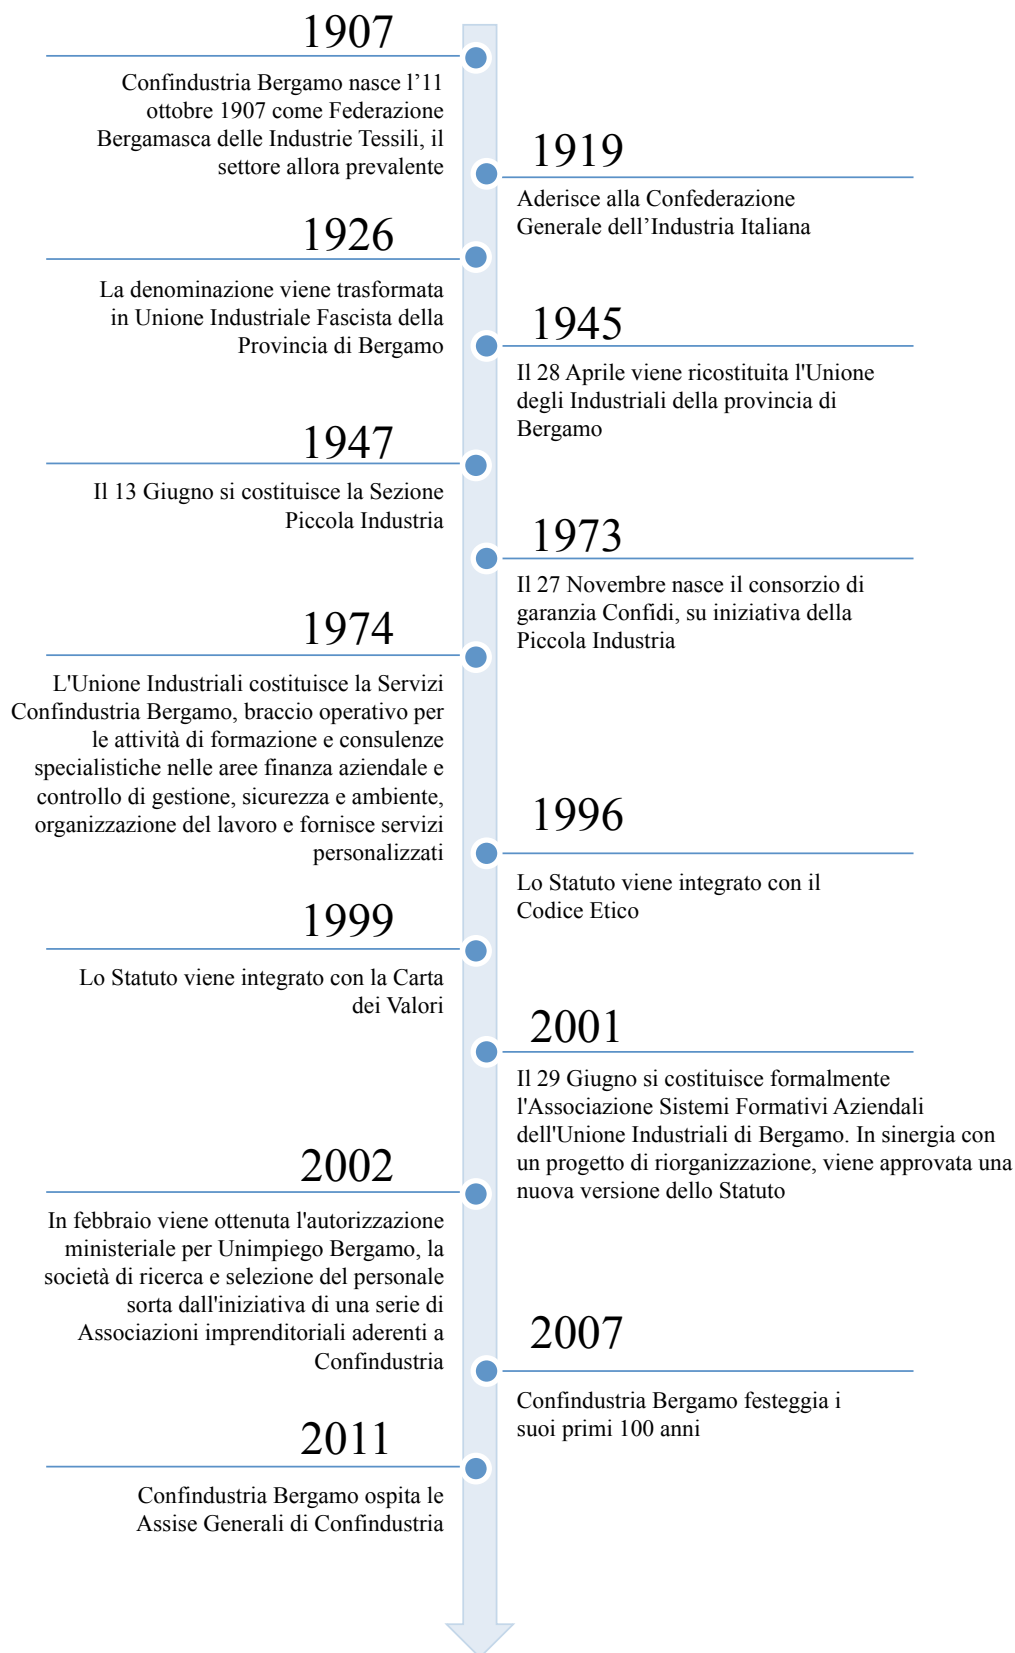 1907
Confindustria Bergamo nasce l’11
ottobre 1907 come Federazione
Bergamasca delle Industrie Tessili, il
settore allora prevalente
1919
Aderisce alla Confederazione
Generale dell’Industria Italiana
1926
La denominazione viene trasformata
in Unione Industriale Fascista della
Provincia di Bergamo
1945
Il 28 Aprile viene ricostituita l'Unione
degli Industriali della provincia di
Bergamo
1947
Il 13 Giugno si costituisce la Sezione
Piccola Industria
1973
Il 27 Novembre nasce il consorzio di
garanzia Confidi, su iniziativa della
Piccola Industria
1974
L'Unione Industriali costituisce la Servizi
Confindustria Bergamo, braccio operativo per
le attività di formazione e consulenze
specialistiche nelle aree finanza aziendale e
controllo di gestione, sicurezza e ambiente,
organizzazione del lavoro e fornisce servizi
personalizzati
1996
Lo Statuto viene integrato con il
Codice Etico
1999
Lo Statuto viene integrato con la Carta
dei Valori
2001
Il 29 Giugno si costituisce formalmente
l'Associazione Sistemi Formativi Aziendali
dell'Unione Industriali di Bergamo. In sinergia con
un progetto di riorganizzazione, viene approvata una
nuova versione dello Statuto
2002
In febbraio viene ottenuta l'autorizzazione
ministeriale per Unimpiego Bergamo, la
società di ricerca e selezione del personale
sorta dall'iniziativa di una serie di
Associazioni imprenditoriali aderenti a
Confindustria
2007
Confindustria Bergamo festeggia i
suoi primi 100 anni
2011
Confindustria Bergamo ospita le
Assise Generali di Confindustria